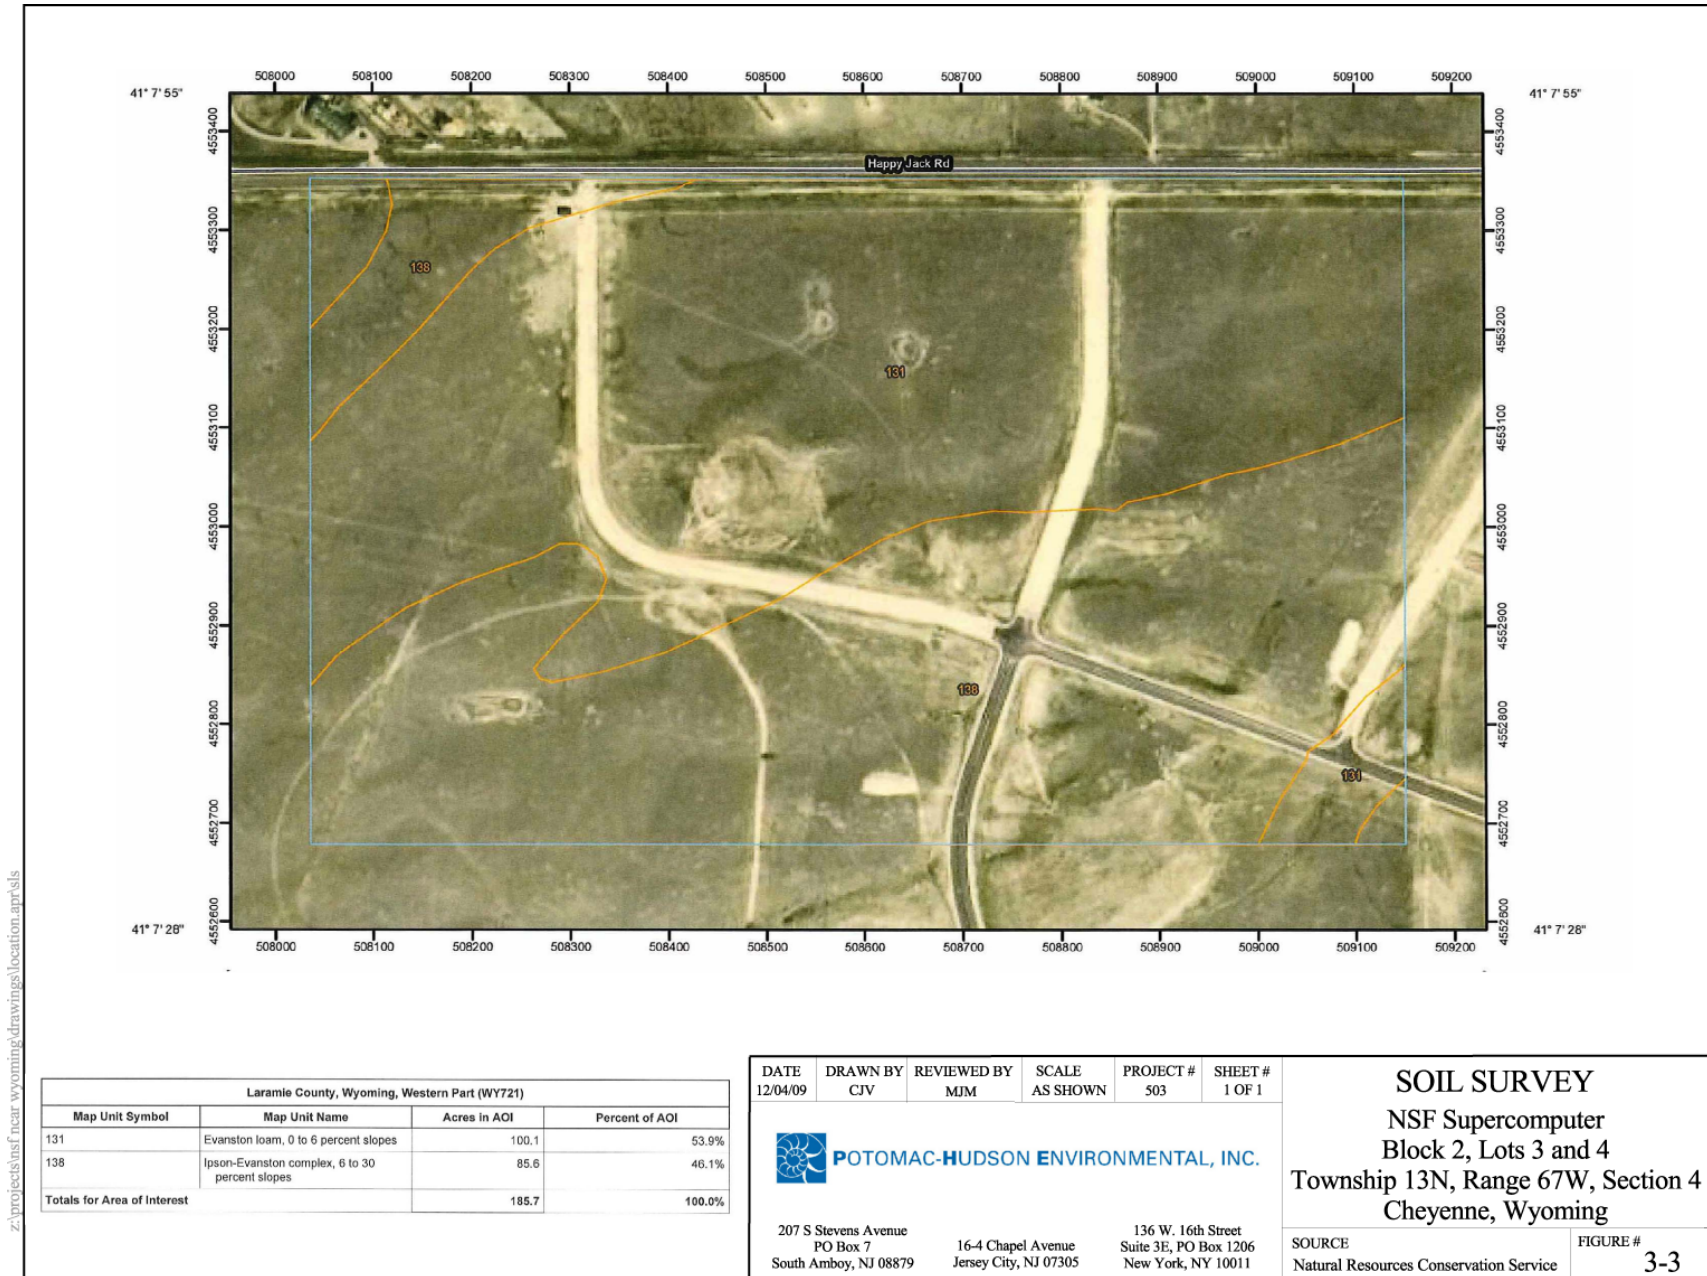 508000 508100 508200 508300 508400 508500 508600 508700 508800 508900 509000 509100 509200
41° 7' 55" 41° 7' 55"
4553400 4553400
Happy Jack Rd
4553300 4553300
138
4553200 4553200
131
4553100 4553100
4553000 4553000
4552900 4552900
138
4552800 4552800
131
4552700 4552700
4552600 4552600
41° 7' 28" 41° 7' 28"
508000 508100 508200 508300 508400 508500 508600 508700 508800 508900 509000 509100 509200
z:\projects\nsf ncar wyoming\drawings\location.apr\sls
Laramie County, Wyoming, Western Part (WY721)
Map Unit Symbol Map Unit Name Acres in AOI Percent of AOI
131 Evanston loam, 0 to 6 percent slopes 100.1 53.9%
138 Ipson-Evanston complex, 6 to 30 85.6 46.1%
percent slopes
Totals for Area of Interest 185.7 100.0%
DATE DRAWN BY REVIEWED BY SCALE PROJECT # SHEET #
12/04/09 CJV MJM AS SHOWN 503 1 OF 1
POTOMAC-HUDSON ENVIRONMENTAL, INC.
207 S Stevens Avenue
PO Box 7
South Amboy, NJ 08879
16-4 Chapel Avenue
Jersey City, NJ 07305
136 W. 16th Street
Suite 3E, PO Box 1206
New York, NY 10011
SOIL SURVEY
NSF Supercomputer
Block 2, Lots 3 and 4
Township 13N, Range 67W, Section 4
Cheyenne, Wyoming
SOURCE
Natural Resources Conservation Service
FIGURE #
3-3